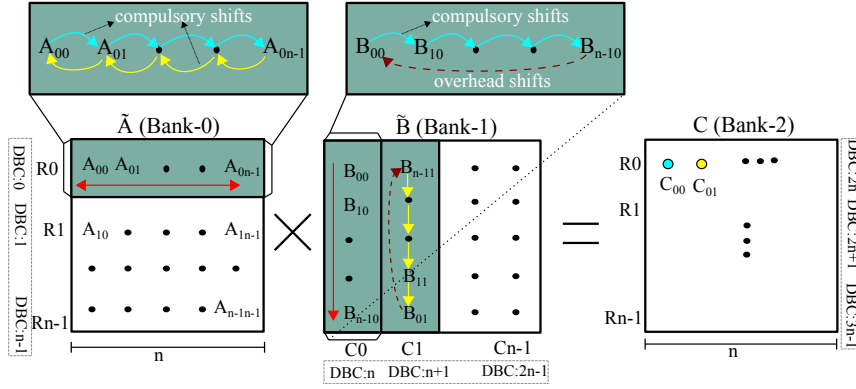 compulsory shifts
A00 A01 A0n-1
compulsory shifts
B00 B10 Bn-10
overhead shifts
Ã (Bank-0)
B̃ (Bank-1)
C (Bank-2)
DBC:0 DBC:1 DBC:n-1
R0 A00 A01 A0n-1
R1 A10 A1n-1
Rn-1 An-1n-1
n
×
B00 Bn-11
B10
B11
Bn-10 B01
C0 C1 Cn-1
DBC:n DBC:n+1 DBC:2n-1
=
R0
C00 C01
R1
Rn-1
n
DBC:2n DBC:2n+1 DBC:3n-1